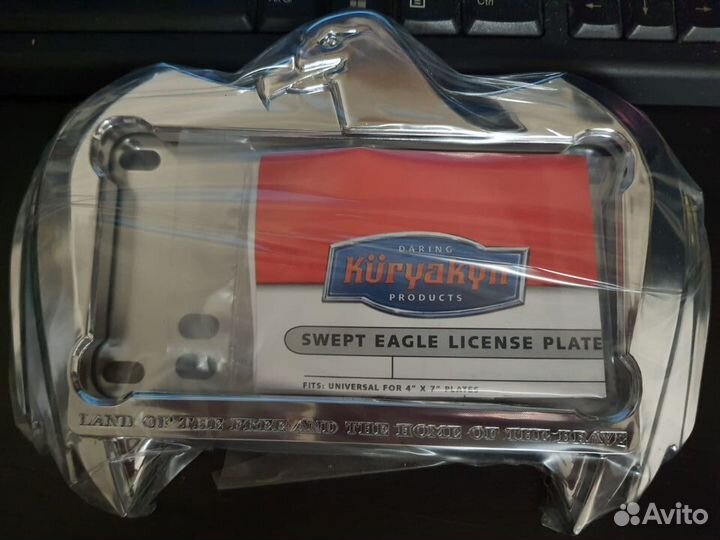 Ctrl
DARING
Küryakyn
PRODUCTS
SWEPT EAGLE LICENSE PLATE
FITS: UNIVERSAL FOR 4" X 7" PLATES
LAND OF THE FREE AND THE HOME OF THE BRAVE
Avito